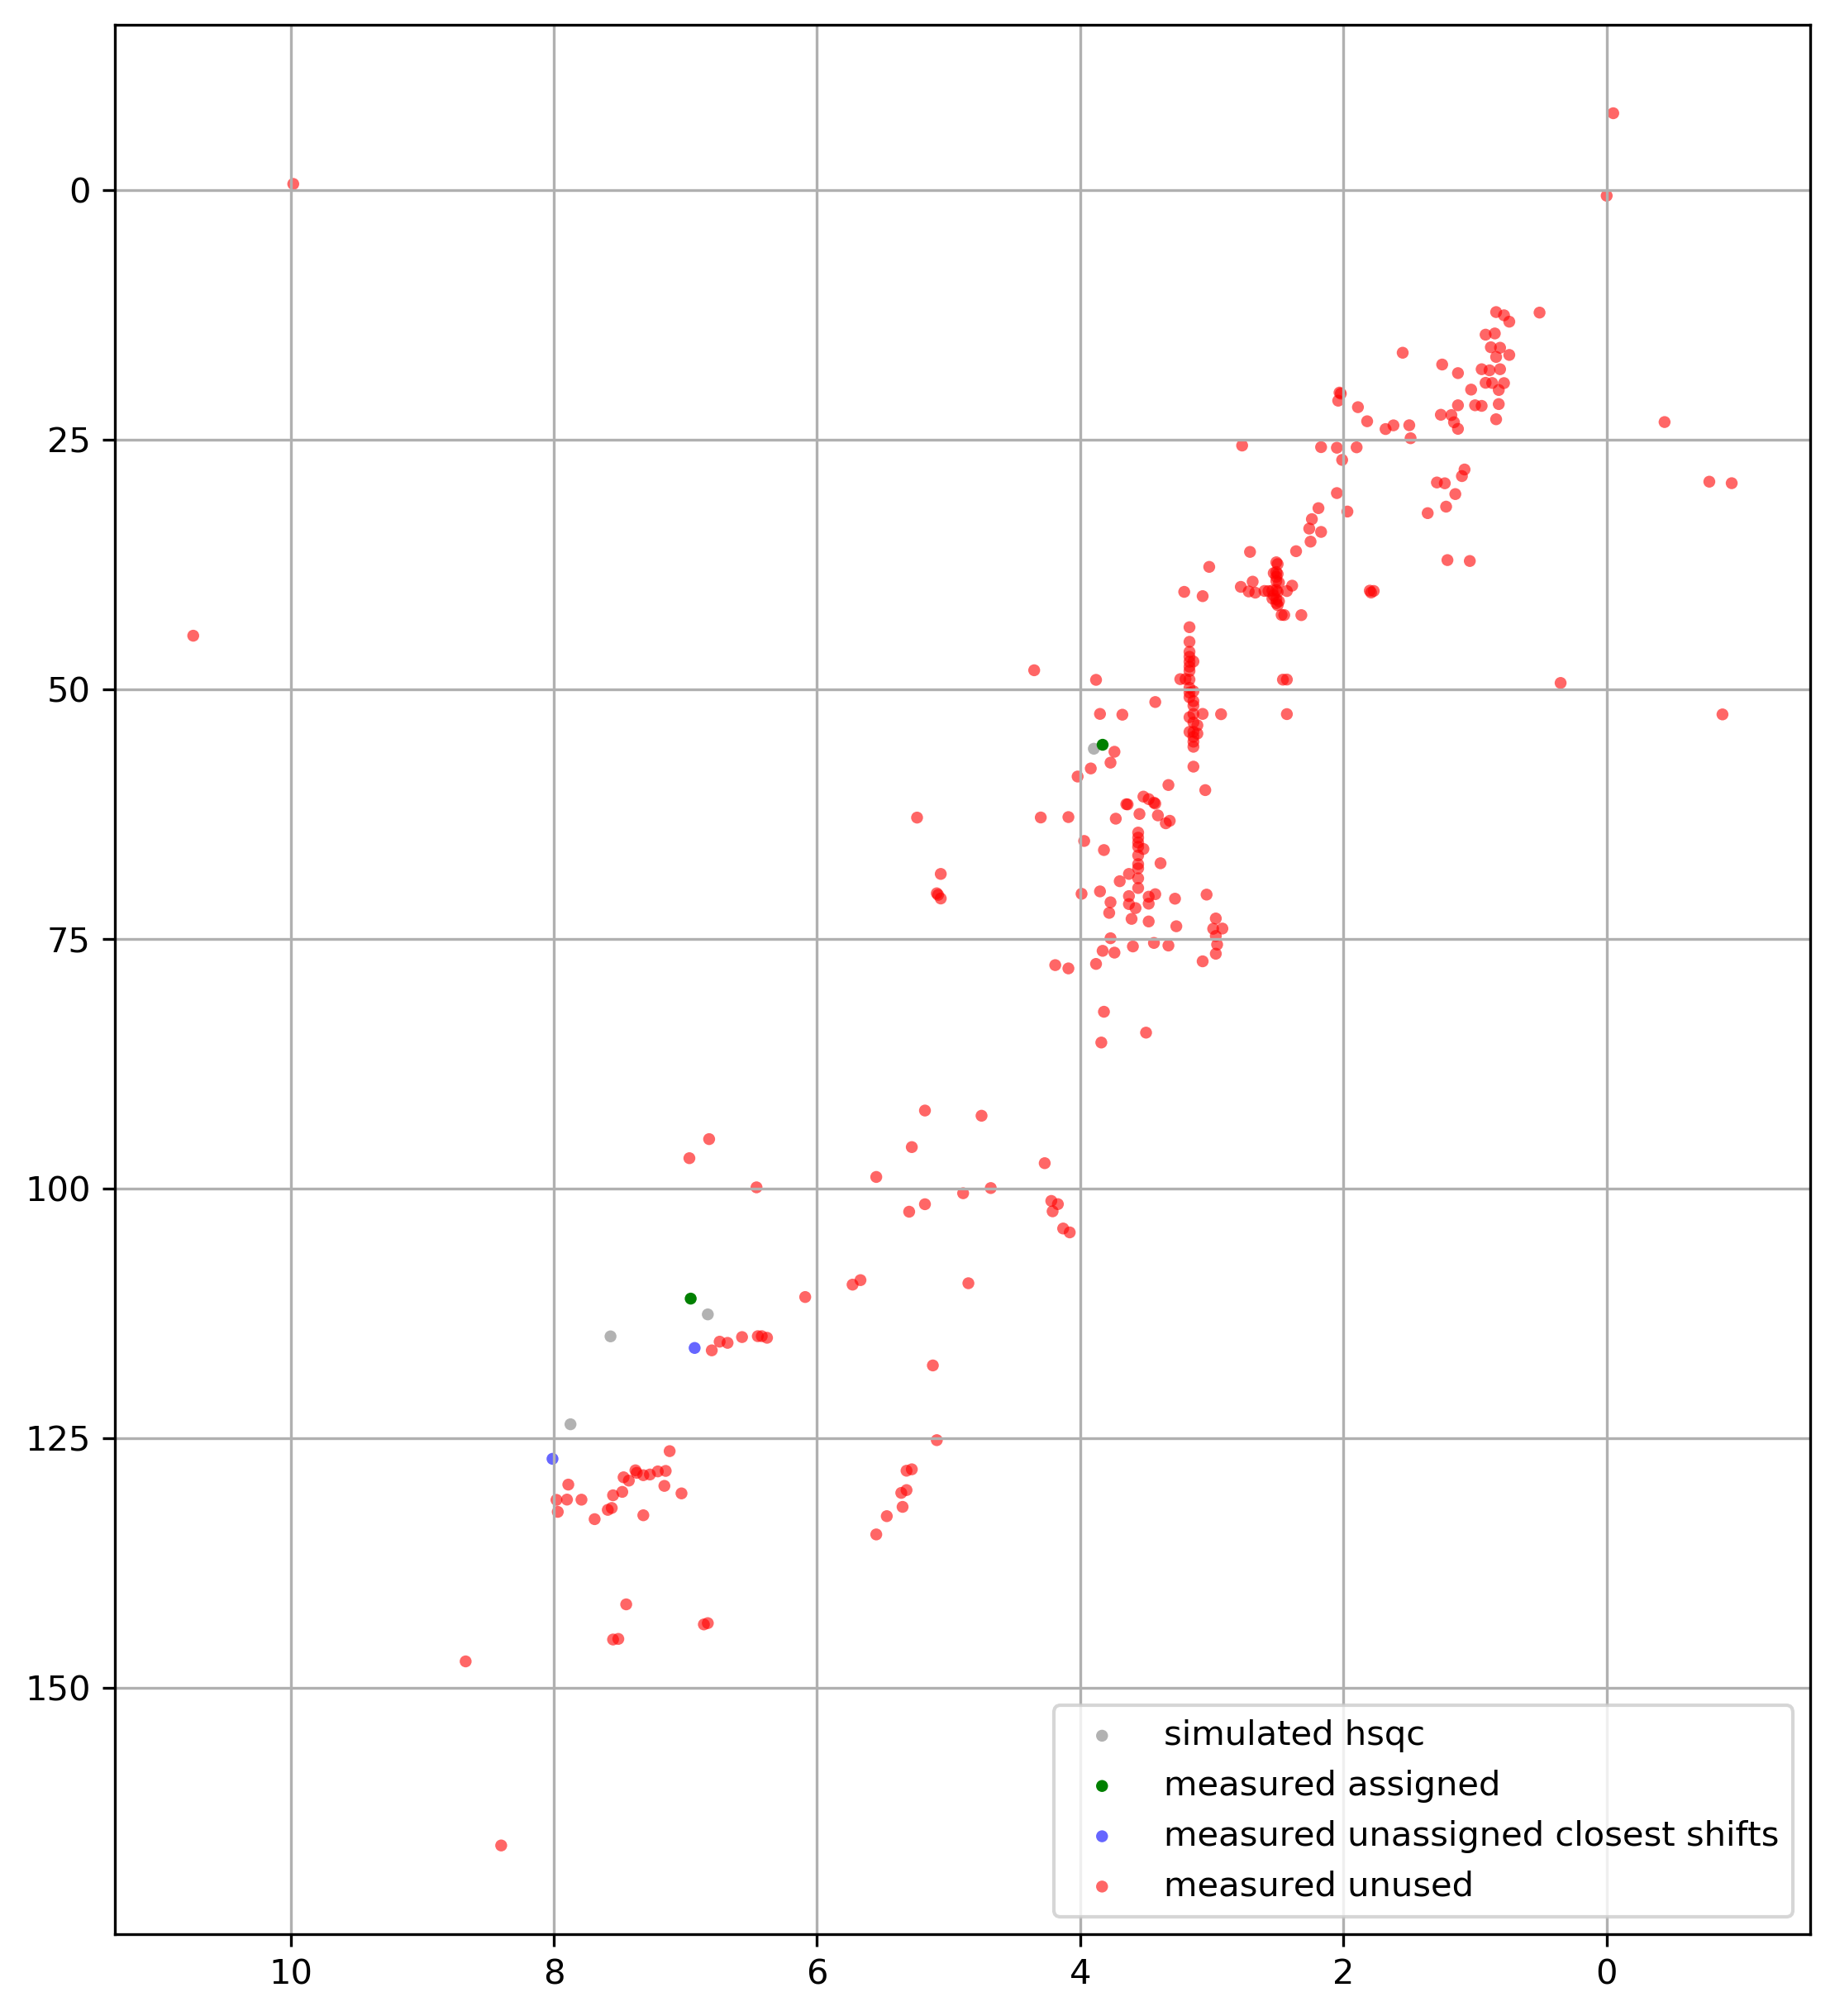 0
25
50
75
100
125
150
simulated hsqc
measured assigned
measured unassigned closest shifts
measured unused
10 8 6 4 2 0